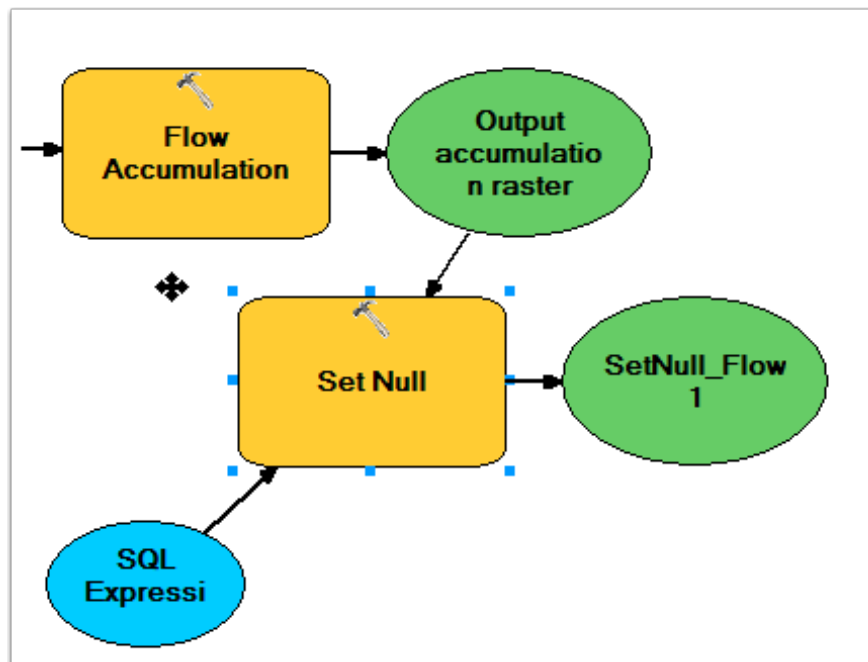 Flow
Accumulation
Output
accumulatio
n raster
Set Null
SetNull_Flow
1
SQL
Expressi